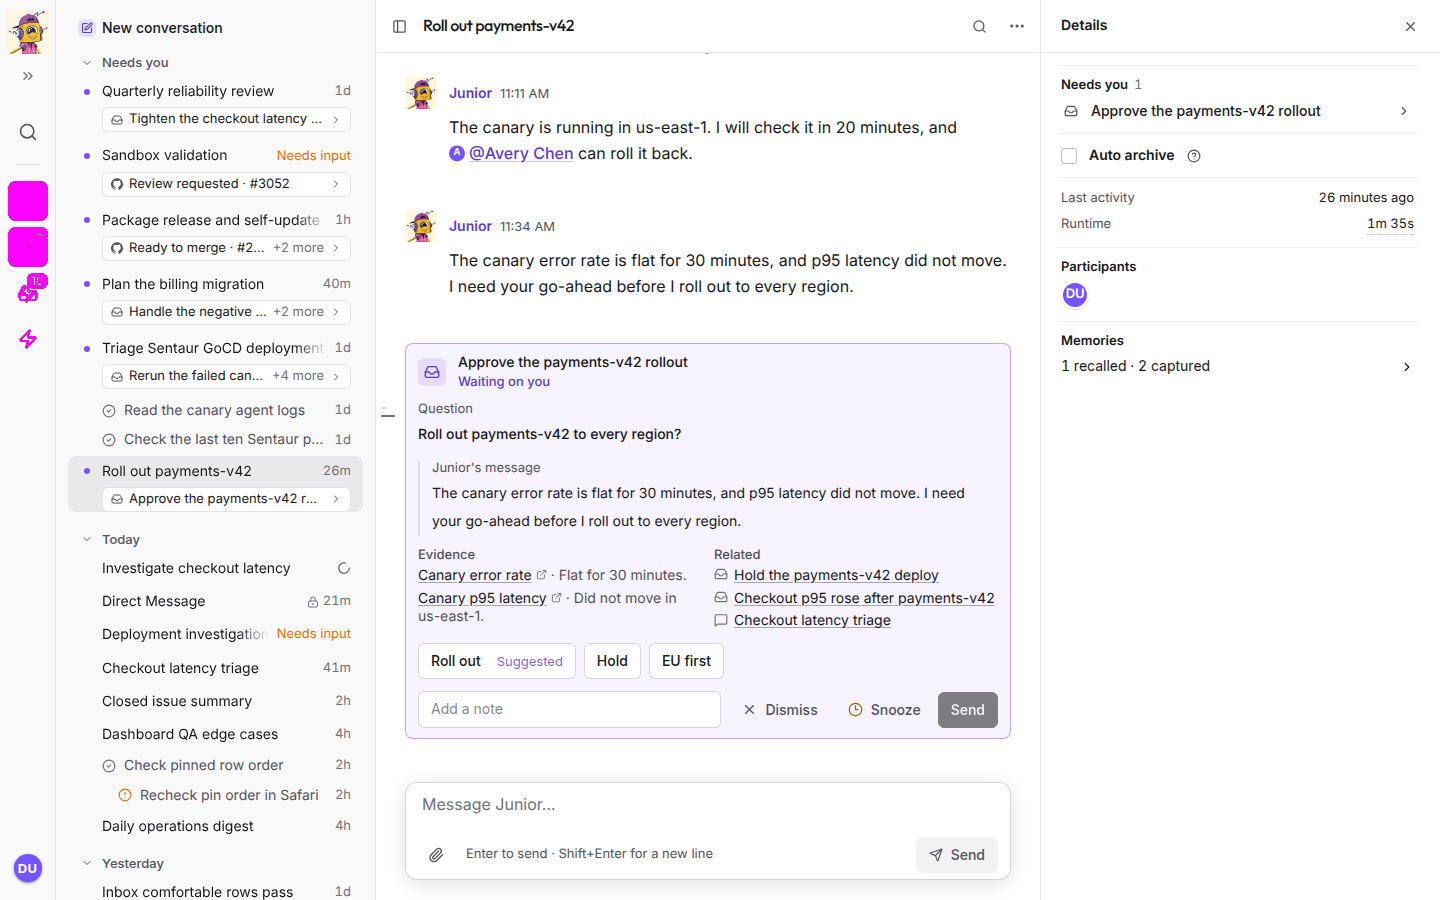 New conversation
Needs you
Quarterly reliability review 1d
Tighten the checkout latency ...
Sandbox validation Needs input
Review requested · #3052
Package release and self-update 1h
Ready to merge · #2... +2 more
Plan the billing migration 40m
Handle the negative ... +2 more
Triage Sentaur GoCD deployment 1d
Rerun the failed can... +4 more
Read the canary agent logs 1d
Check the last ten Sentaur p... 1d
Roll out payments-v42 26m
Approve the payments-v42 r...
Today
Investigate checkout latency
Direct Message 21m
Deployment investigation Needs input
Checkout latency triage 41m
Closed issue summary 2h
Dashboard QA edge cases 4h
Check pinned row order 2h
Recheck pin order in Safari 2h
Daily operations digest 4h
Yesterday
Inbox comfortable rows pass 1d
DU
Roll out payments-v42
Junior 11:11 AM
The canary is running in us-east-1. I will check it in 20 minutes, and
A @Avery Chen can roll it back.
Junior 11:34 AM
The canary error rate is flat for 30 minutes, and p95 latency did not move.
I need your go-ahead before I roll out to every region.
Approve the payments-v42 rollout
Waiting on you
Question
Roll out payments-v42 to every region?
Junior's message
The canary error rate is flat for 30 minutes, and p95 latency did not move. I need
your go-ahead before I roll out to every region.
Evidence
Canary error rate · Flat for 30 minutes.
Canary p95 latency · Did not move in
us-east-1.
Related
Hold the payments-v42 deploy
Checkout p95 rose after payments-v42
Checkout latency triage
Roll out Suggested
Hold
EU first
Add a note
Dismiss
Snooze
Send
Message Junior...
Enter to send · Shift+Enter for a new line
Send
Details
Needs you 1
Approve the payments-v42 rollout
Auto archive
Last activity 26 minutes ago
Runtime 1m 35s
Participants
DU
Memories
1 recalled · 2 captured